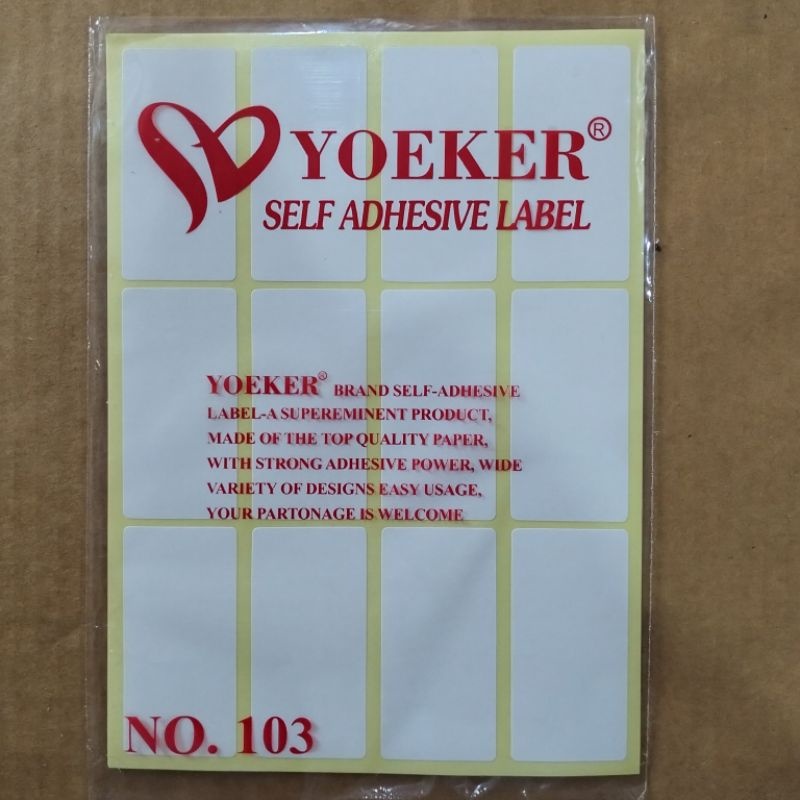 YOEKER®
SELF ADHESIVE LABEL
YOEKER® BRAND SELF-ADHESIVE
LABEL-A SUPEREMINENT PRODUCT,
MADE OF THE TOP QUALITY PAPER,
WITH STRONG ADHESIVE POWER, WIDE
VARIETY OF DESIGNS EASY USAGE,
YOUR PARTONAGE IS WELCOME
NO. 103